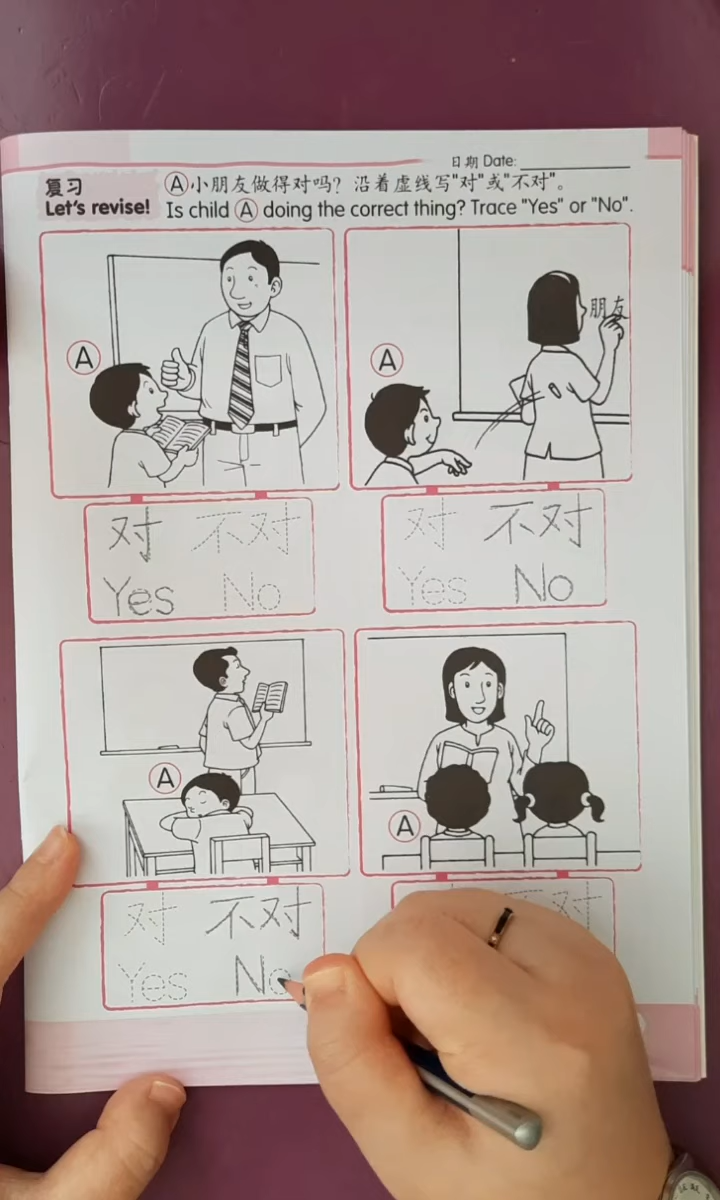 日期 Date:
复习
Let's revise!
Ⓐ小朋友做得对吗？沿着虚线写"对"或"不对"。
Is child Ⓐ doing the correct thing? Trace "Yes" or "No".
A
A
朋友
对 不对
Yes No
对 不对
Yes No
A
A
对 不对
Yes No
不对